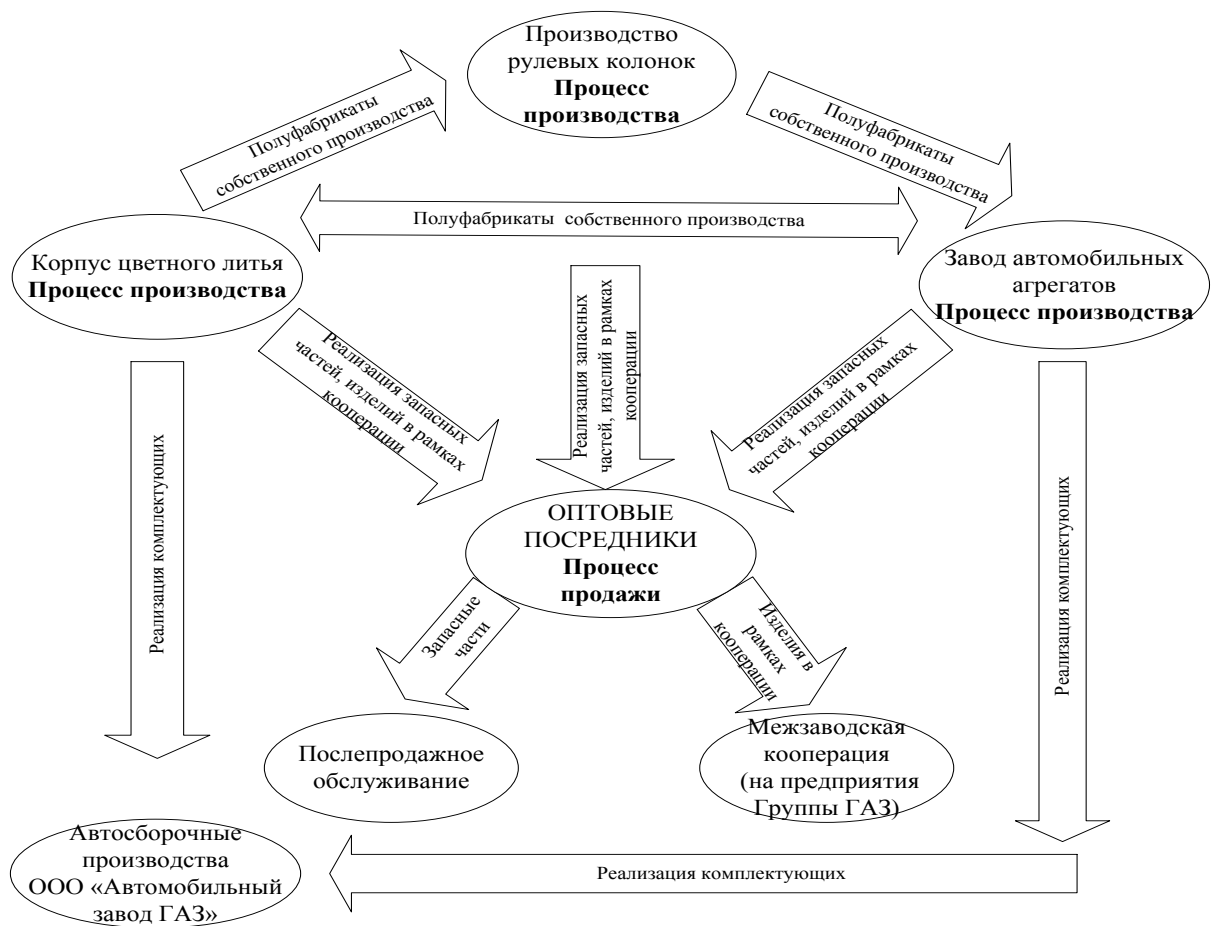 Производство
рулевых колонок
Процесс
производства
Полуфабрикаты
собственного производства
Полуфабрикаты
собственного производства
Полуфабрикаты собственного производства
Корпус цветного литья
Процесс производства
Завод автомобильных
агрегатов
Процесс производства
Реализация запасных
частей, изделий в рамках
кооперации
Реализация запасных
частей, изделий в рамках
кооперации
Реализация запасных
частей, изделий в рамках
кооперации
Реализация комплектующих
Реализация комплектующих
ОПТОВЫЕ
ПОСРЕДНИКИ
Процесс
продажи
Запасные
части
Изделия в
рамках
кооперации
Послепродажное
обслуживание
Межзаводская
кооперация
(на предприятия
Группы ГАЗ)
Автосборочные
производства
ООО «Автомобильный
завод ГАЗ»
Реализация комплектующих